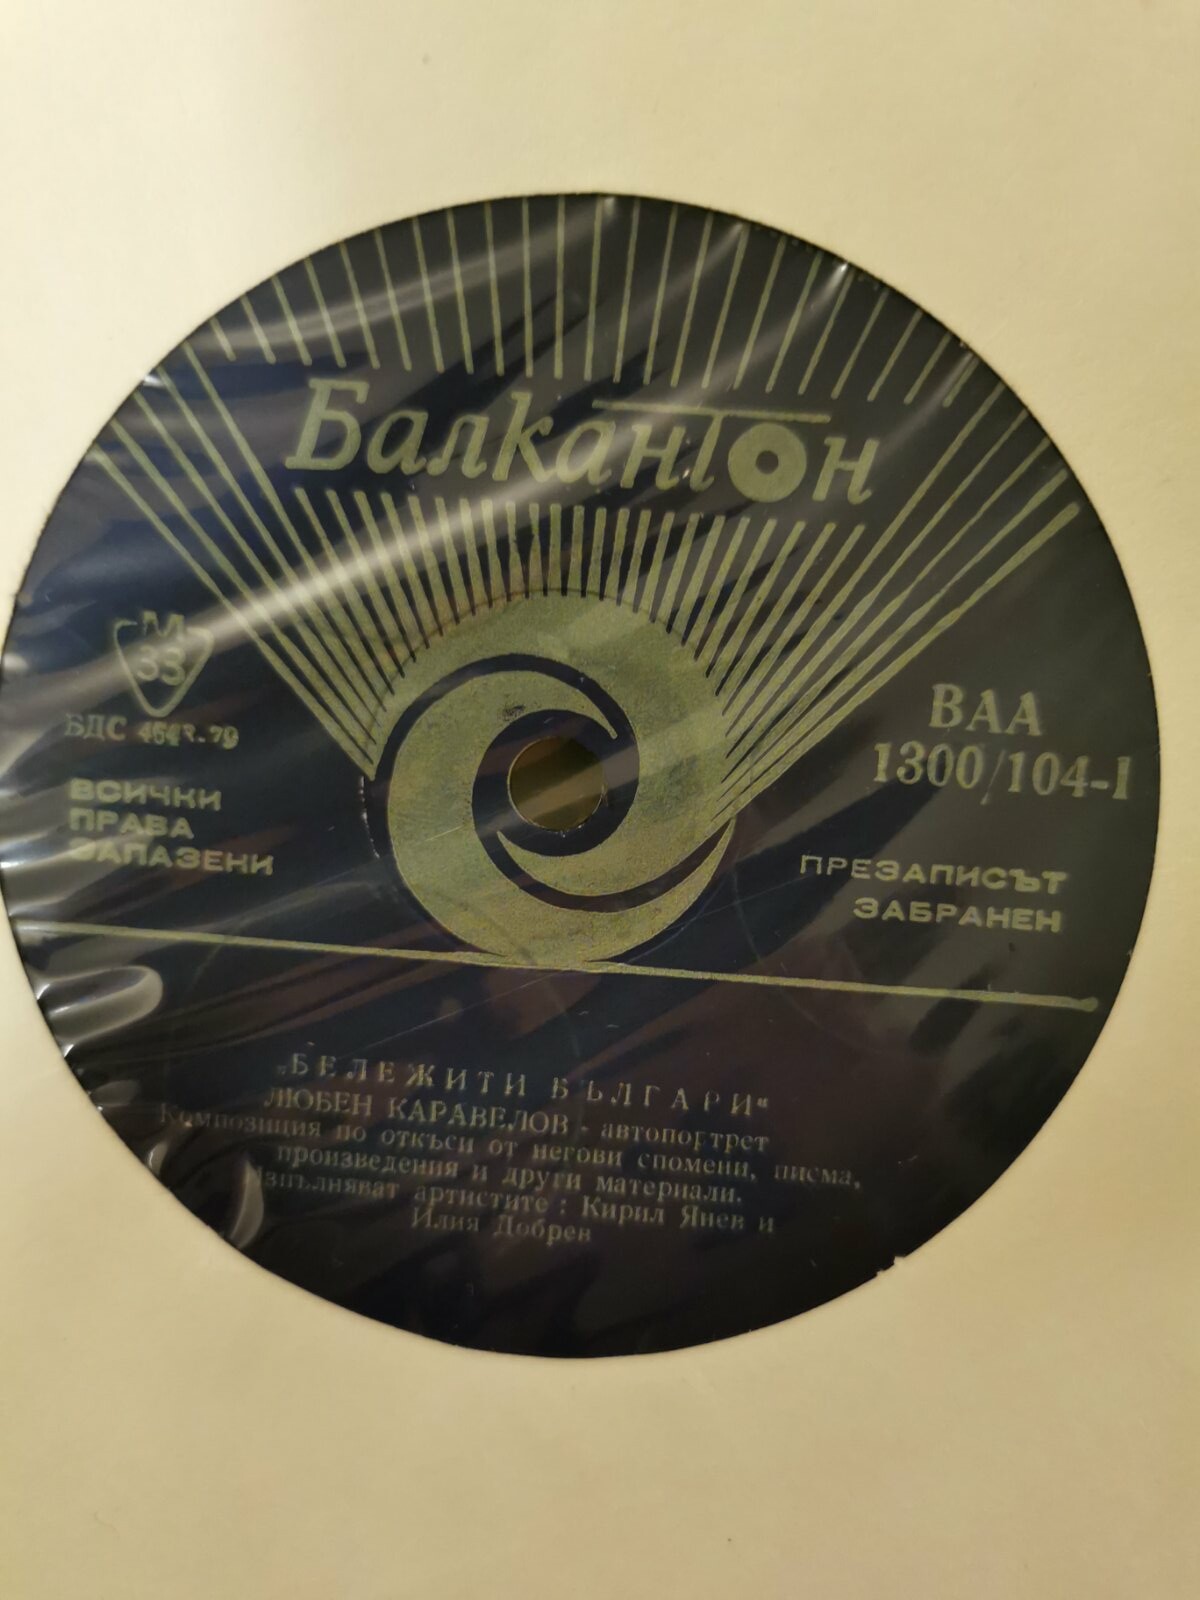 Балкантон
М
33
БДС
ВАА
1300/104-1
ВСИЧКИ
ПРАВА
ЗАПАЗЕНИ
ПРЕЗАПИСЪТ
ЗАБРАНЕН
„БЕЛЕЖИТИ БЪЛГАРИ"
ЛЮБЕН КАРАВЕЛОВ - автопортрет
Композиция по откъси от негови спомени, писма,
произведения и други материали.
Изпълняват артистите : Кирил Янев и
Илия Добрев